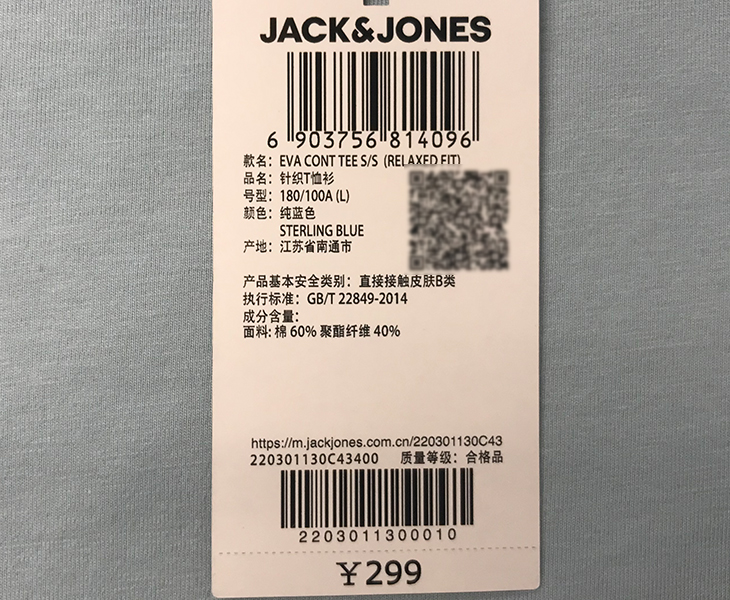 JACK&JONES
6 903756 814096
款名： EVA CONT TEE S/S (RELAXED FIT)
品名： 针织T恤衫
号型： 180/100A (L)
颜色： 纯蓝色
STERLING BLUE
产地： 江苏省南通市
产品基本安全类别： 直接接触皮肤B类
执行标准： GB/T 22849-2014
成分含量：
面料: 棉 60% 聚酯纤维 40%
https://m.jackjones.com.cn/220301130C43
220301130C43400 质量等级： 合格品
2203011300010
￥299